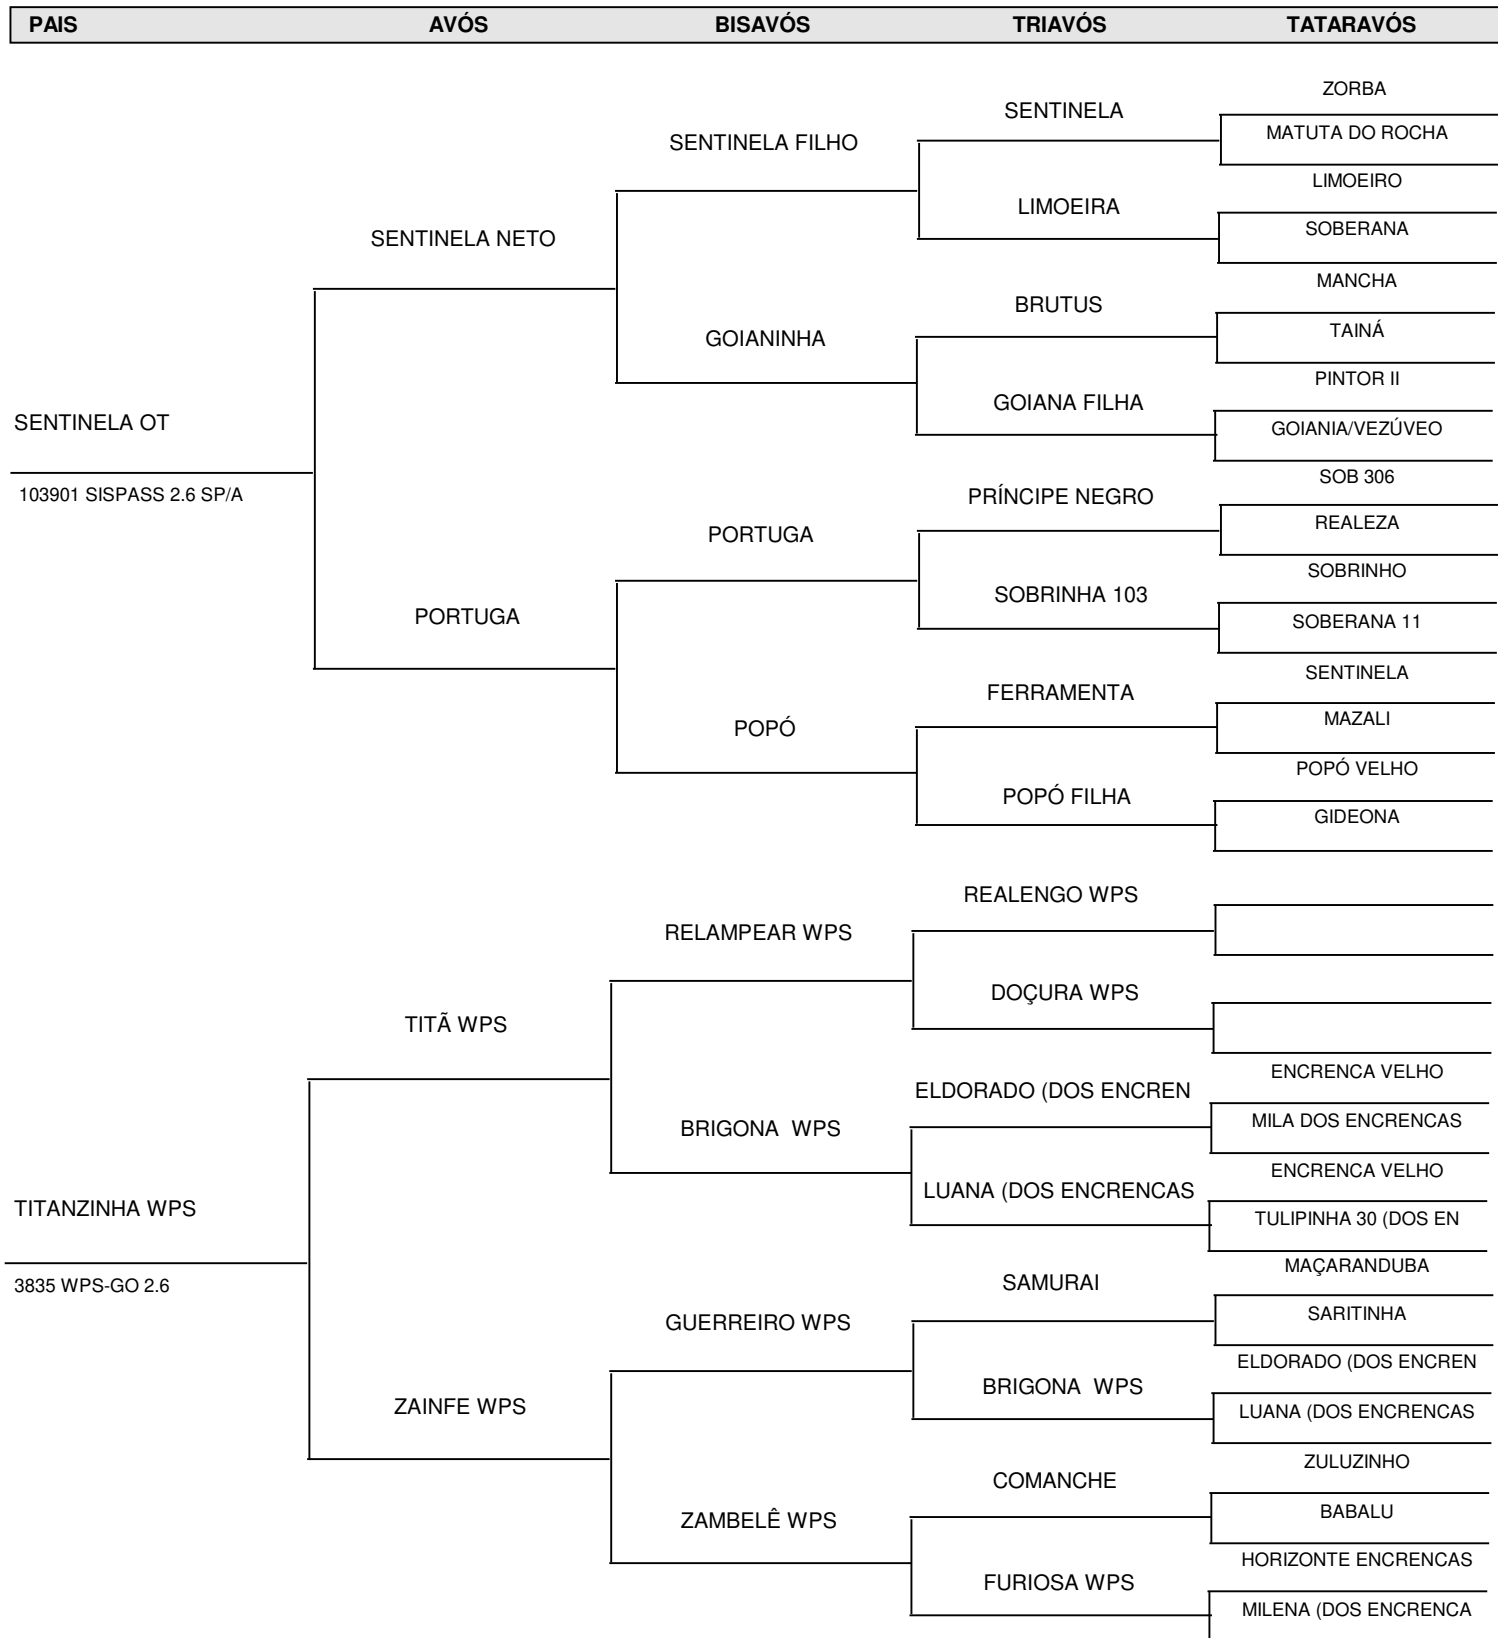 PAIS AVÓS BISAVÓS TRIAVÓS TATARAVÓS
ZORBA
SENTINELA
MATUTA DO ROCHA
SENTINELA FILHO
LIMOEIRO
LIMOEIRA
SOBERANA
SENTINELA NETO
MANCHA
BRUTUS
TAINÁ
GOIANINHA
PINTOR II
GOIANA FILHA
SENTINELA OT
GOIANIA/VEZÚVEO
SOB 306
103901 SISPASS 2.6 SP/A
PRÍNCIPE NEGRO
REALEZA
PORTUGA
SOBRINHO
SOBRINHA 103
PORTUGA
SOBERANA 11
SENTINELA
FERRAMENTA
MAZALI
POPÓ
POPÓ VELHO
POPÓ FILHA
GIDEONA
REALENGO WPS
RELAMPEAR WPS
DOÇURA WPS
TITÃ WPS
ENCRENCA VELHO
ELDORADO (DOS ENCREN
MILA DOS ENCRENCAS
BRIGONA  WPS
ENCRENCA VELHO
LUANA (DOS ENCRENCAS
TITANZINHA WPS
TULIPINHA 30 (DOS EN
MAÇARANDUBA
3835 WPS-GO 2.6
SAMURAI
SARITINHA
GUERREIRO WPS
ELDORADO (DOS ENCREN
BRIGONA  WPS
ZAINFE WPS
LUANA (DOS ENCRENCAS
ZULUZINHO
COMANCHE
BABALU
ZAMBELÊ WPS
HORIZONTE ENCRENCAS
FURIOSA WPS
MILENA (DOS ENCRENCA